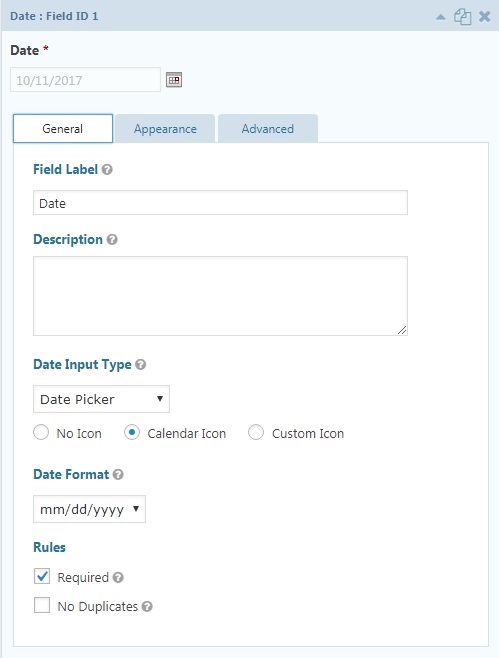 Date : Field ID 1
Date *
10/11/2017
General Appearance Advanced
Field Label ?
Date
Description ?
Date Input Type ?
Date Picker
No Icon Calendar Icon Custom Icon
Date Format ?
mm/dd/yyyy
Rules
Required ?
No Duplicates ?